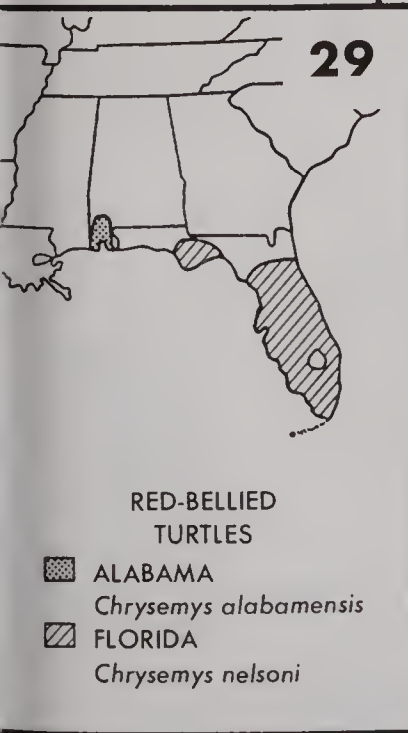 29
RED-BELLIED
TURTLES
ALABAMA
Chrysemys alabamensis
FLORIDA
Chrysemys nelsoni